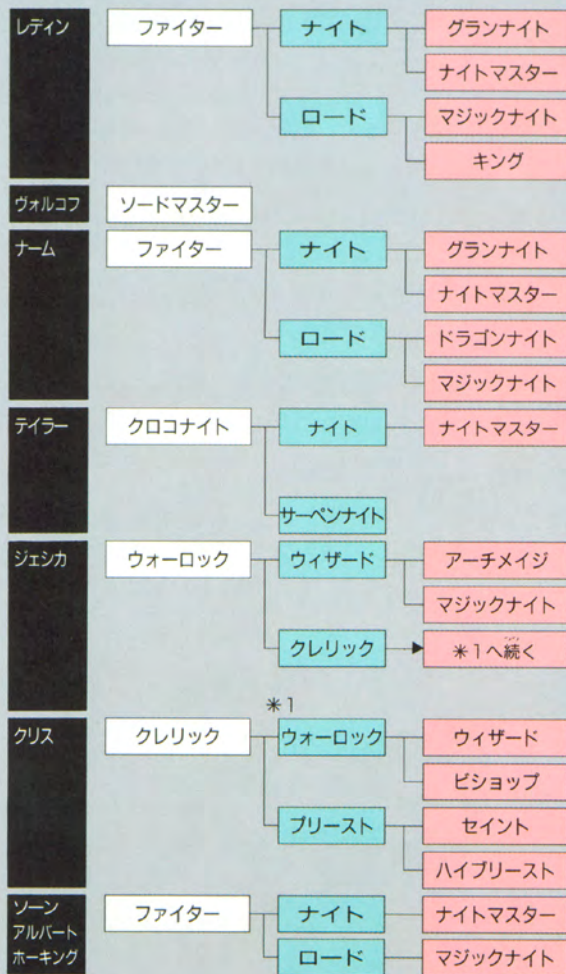 レディン
ファイター
ナイト
グランナイト
ナイトマスター
ロード
マジックナイト
キング
ヴォルコフ
ソードマスター
ナーム
ファイター
ナイト
グランナイト
ナイトマスター
ロード
ドラゴンナイト
マジックナイト
テイラー
クロコナイト
ナイト
ナイトマスター
サーペンナイト
ジェシカ
ウォーロック
ウィザード
アーチメイジ
マジックナイト
クレリック
＊1へ続く
＊1
クリス
クレリック
ウォーロック
ウィザード
ビショップ
プリースト
セイント
ハイプリースト
ソーン
アルバート
ホーキング
ファイター
ナイト
ナイトマスター
ロード
マジックナイト